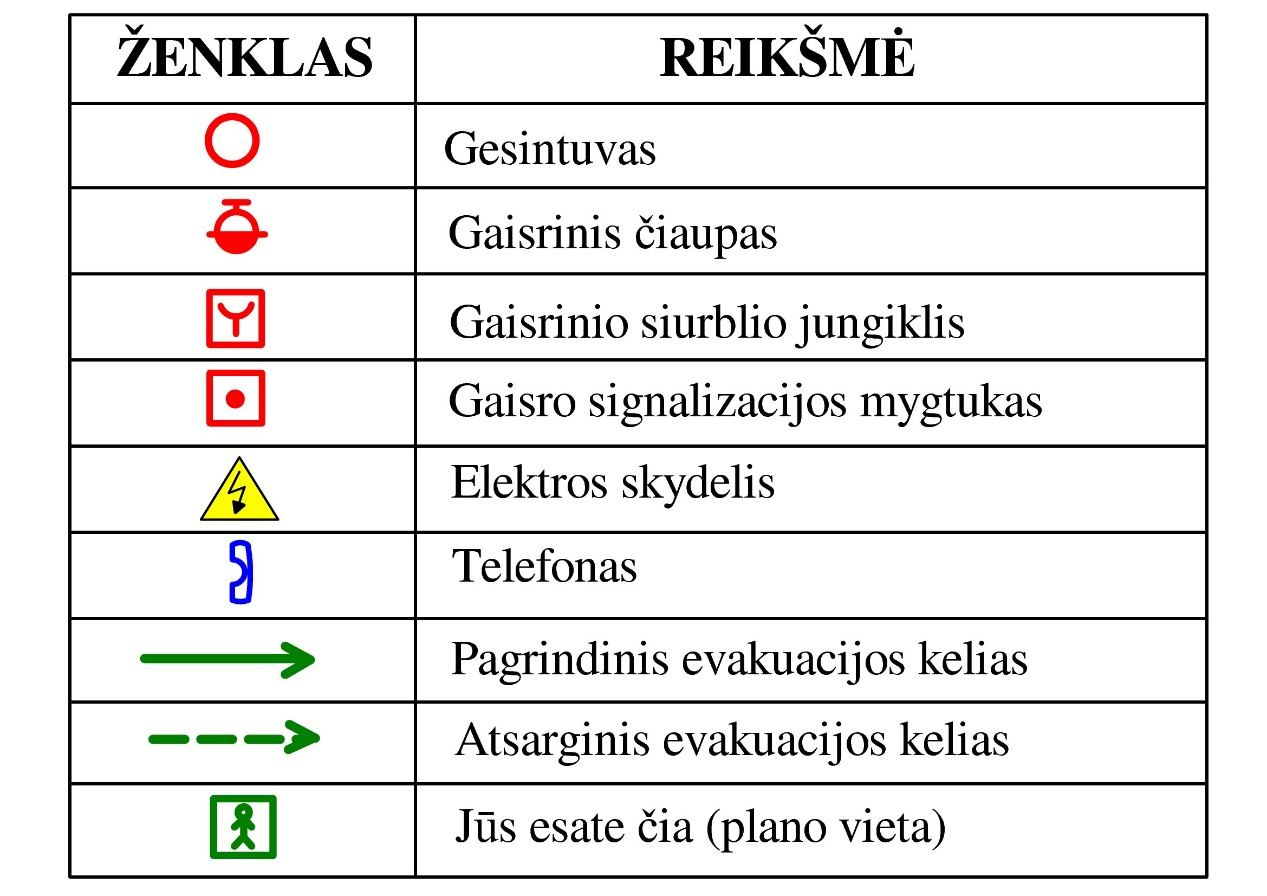 ŽENKLAS REIKŠMĖ
Gesintuvas
Gaisrinis čiaupas
Gaisrinio siurblio jungiklis
Gaisro signalizacijos mygtukas
Elektros skydelis
Telefonas
Pagrindinis evakuacijos kelias
Atsarginis evakuacijos kelias
Jūs esate čia (plano vieta)